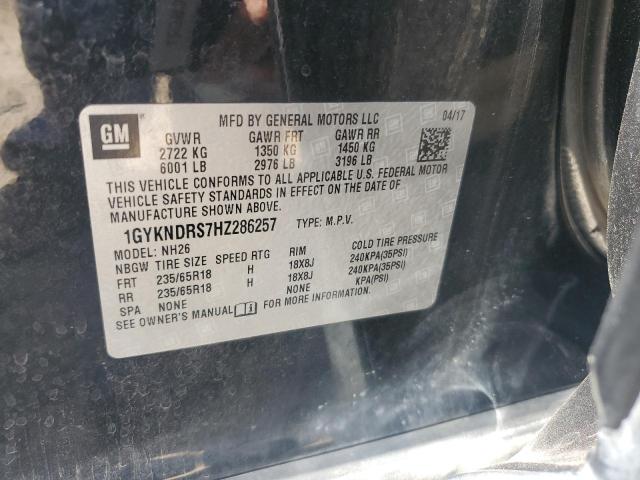 GM
MFD BY GENERAL MOTORS LLC 04/17
GVWR GAWR FRT GAWR RR
2722 KG 1350 KG 1450 KG
6001 LB 2976 LB 3196 LB
THIS VEHICLE CONFORMS TO ALL APPLICABLE U.S. FEDERAL MOTOR
VEHICLE SAFETY STANDARDS IN EFFECT ON THE DATE OF
MANUFACTURE SHOWN ABOVE.
1GYKNDRS7HZ286257 TYPE: M.P.V.
MODEL: NH26
NBGW TIRE SIZE SPEED RTG RIM COLD TIRE PRESSURE
FRT 235/65R18 H 18X8J 240KPA(35PSI)
RR 235/65R18 H 18X8J 240KPA(35PSI)
SPA NONE NONE KPA(PSI)
SEE OWNER'S MANUAL FOR MORE INFORMATION